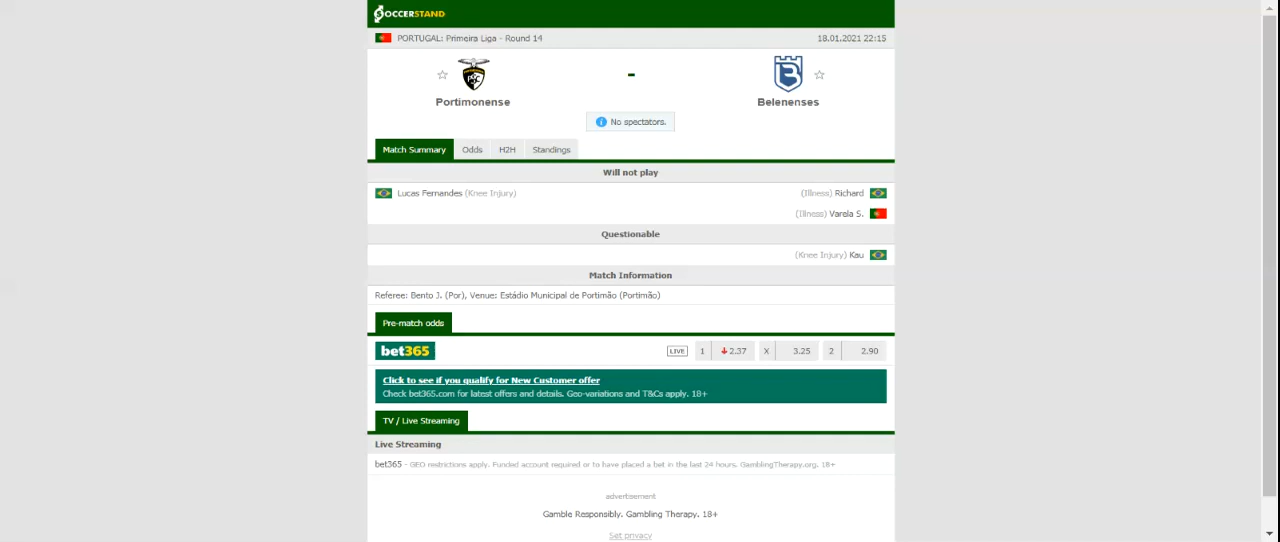 SOCCERSTAND
PORTUGAL: Primeira Liga - Round 14 18.01.2021 22:15
PSC B
Portimonense - Belenenses
No spectators.
Match Summary Odds H2H Standings
Will not play
Lucas Fernandes (Knee Injury) (Illness) Richard
(Illness) Varela S.
Questionable
(Knee Injury) Kau
Match Information
Referee: Bento J. (Por), Venue: Estádio Municipal de Portimão (Portimão)
Pre-match odds
bet365 LIVE 1 2.37 X 3.25 2 2.90
Click to see if you qualify for New Customer offer
Check bet365.com for latest offers and details. Geo-variations and T&Cs apply. 18+
TV / Live Streaming
Live Streaming
bet365 - GEO restrictions apply. Funded account required or to have placed a bet in the last 24 hours. GamblingTherapy.org. 18+
advertisement
Gamble Responsibly. Gambling Therapy. 18+
Set privacy